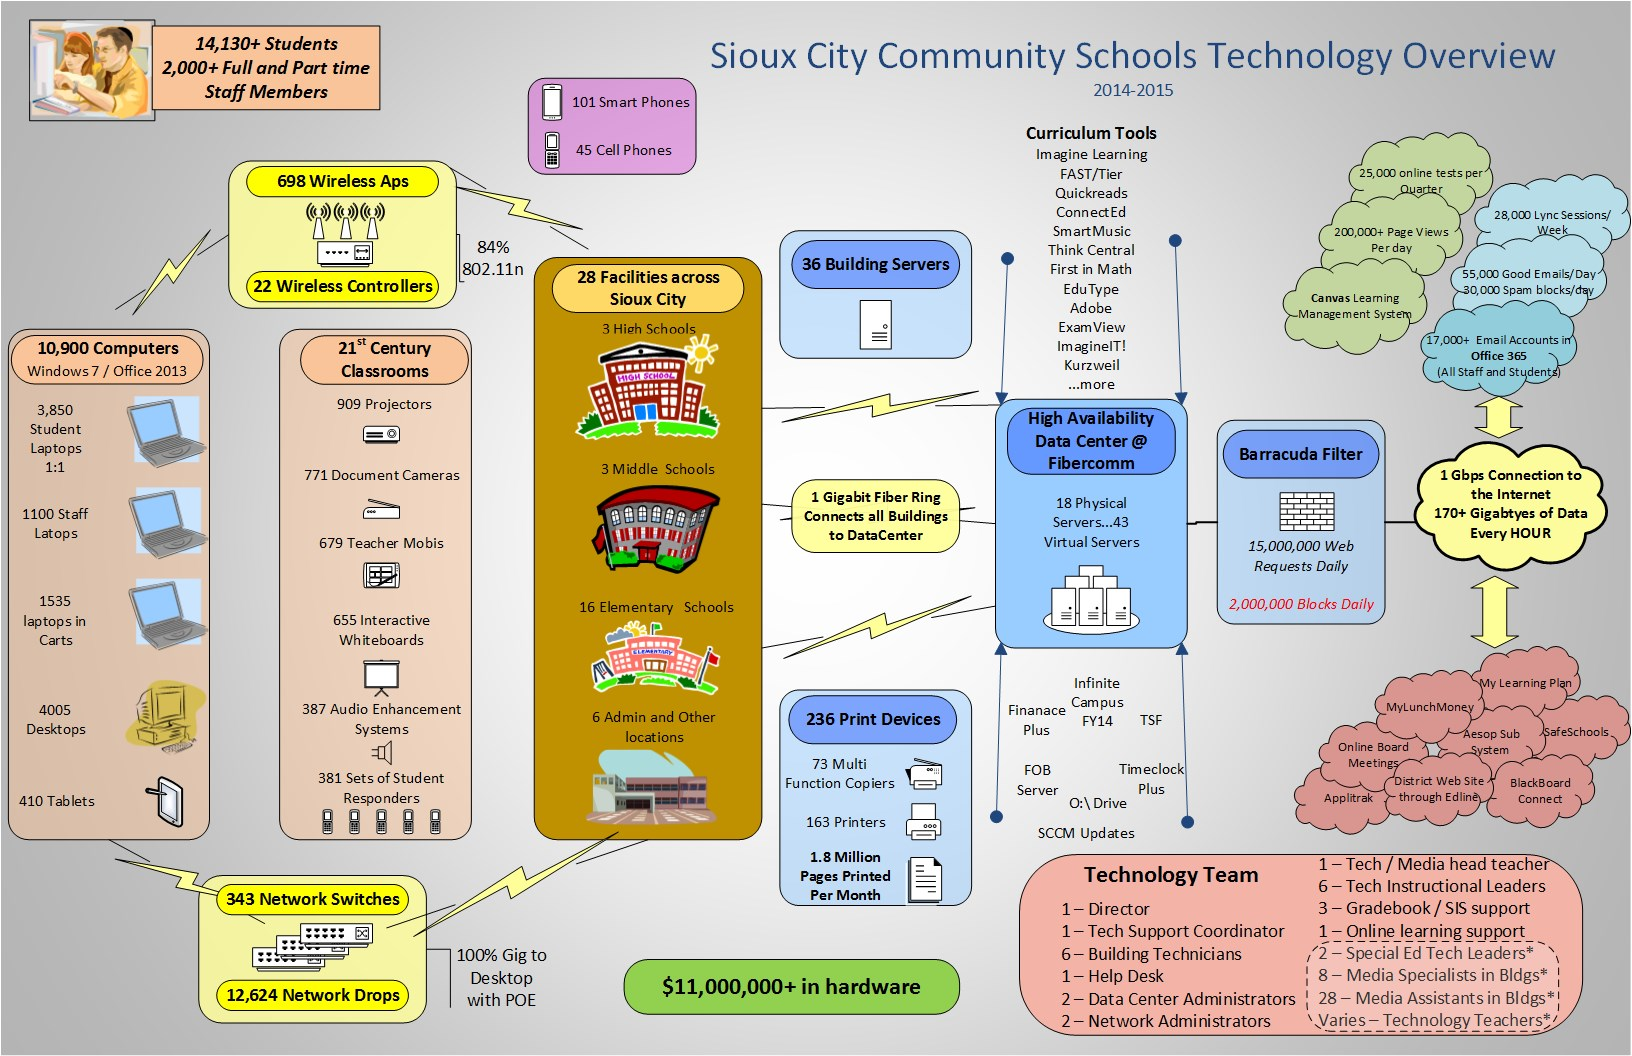 14,130+ Students
2,000+ Full and Part time
Staff Members
Sioux City Community Schools Technology Overview
2014-2015
101 Smart Phones
45 Cell Phones
698 Wireless Aps
22 Wireless Controllers
84%
802.11n
10,900 Computers
Windows 7 / Office 2013
3,850
Student
Laptops
1:1
1100 Staff
Latops
1535
laptops in
Carts
4005
Desktops
410 Tablets
21st Century
Classrooms
909 Projectors
771 Document Cameras
679 Teacher Mobis
655 Interactive
Whiteboards
387 Audio Enhancement
Systems
381 Sets of Student
Responders
343 Network Switches
12,624 Network Drops
100% Gig to
Desktop
with POE
28 Facilities across
Sioux City
3 High Schools
HIGH SCHOOL
3 Middle Schools
16 Elementary Schools
ELEMENTARY
6 Admin and Other
locations
36 Building Servers
1 Gigabit Fiber Ring
Connects all Buildings
to DataCenter
236 Print Devices
73 Multi
Function Copiers
163 Printers
1.8 Million
Pages Printed
Per Month
$11,000,000+ in hardware
Curriculum Tools
Imagine Learning
FAST/Tier
Quickreads
ConnectEd
SmartMusic
Think Central
First in Math
EduType
Adobe
ExamView
ImagineIT!
Kurzweil
...more
High Availability
Data Center @
Fibercomm
18 Physical
Servers...43
Virtual Servers
Infinite
Campus
FY14
Finanace
Plus
TSF
FOB
Server
Timeclock
Plus
O:\ Drive
SCCM Updates
Barracuda Filter
15,000,000 Web
Requests Daily
2,000,000 Blocks Daily
25,000 online tests per
Quarter
200,000+ Page Views
Per day
Canvas Learning
Management System
28,000 Lync Sessions/
Week
55,000 Good Emails/Day
30,000 Spam blocks/day
17,000+ Email Accounts in
Office 365
(All Staff and Students)
1 Gbps Connection to
the Internet
170+ Gigabtyes of Data
Every HOUR
My Learning Plan
MyLunchMoney
SafeSchools
Aesop Sub
System
Online Board
Meetings
District Web Site
through Edline
BlackBoard
Connect
Applitrak
Technology Team
1 – Director
1 – Tech Support Coordinator
6 – Building Technicians
1 – Help Desk
2 – Data Center Administrators
2 – Network Administrators
1 – Tech / Media head teacher
6 – Tech Instructional Leaders
3 – Gradebook / SIS support
1 – Online learning support
2 – Special Ed Tech Leaders*
8 – Media Specialists in Bldgs*
28 – Media Assistants in Bldgs*
Varies – Technology Teachers*